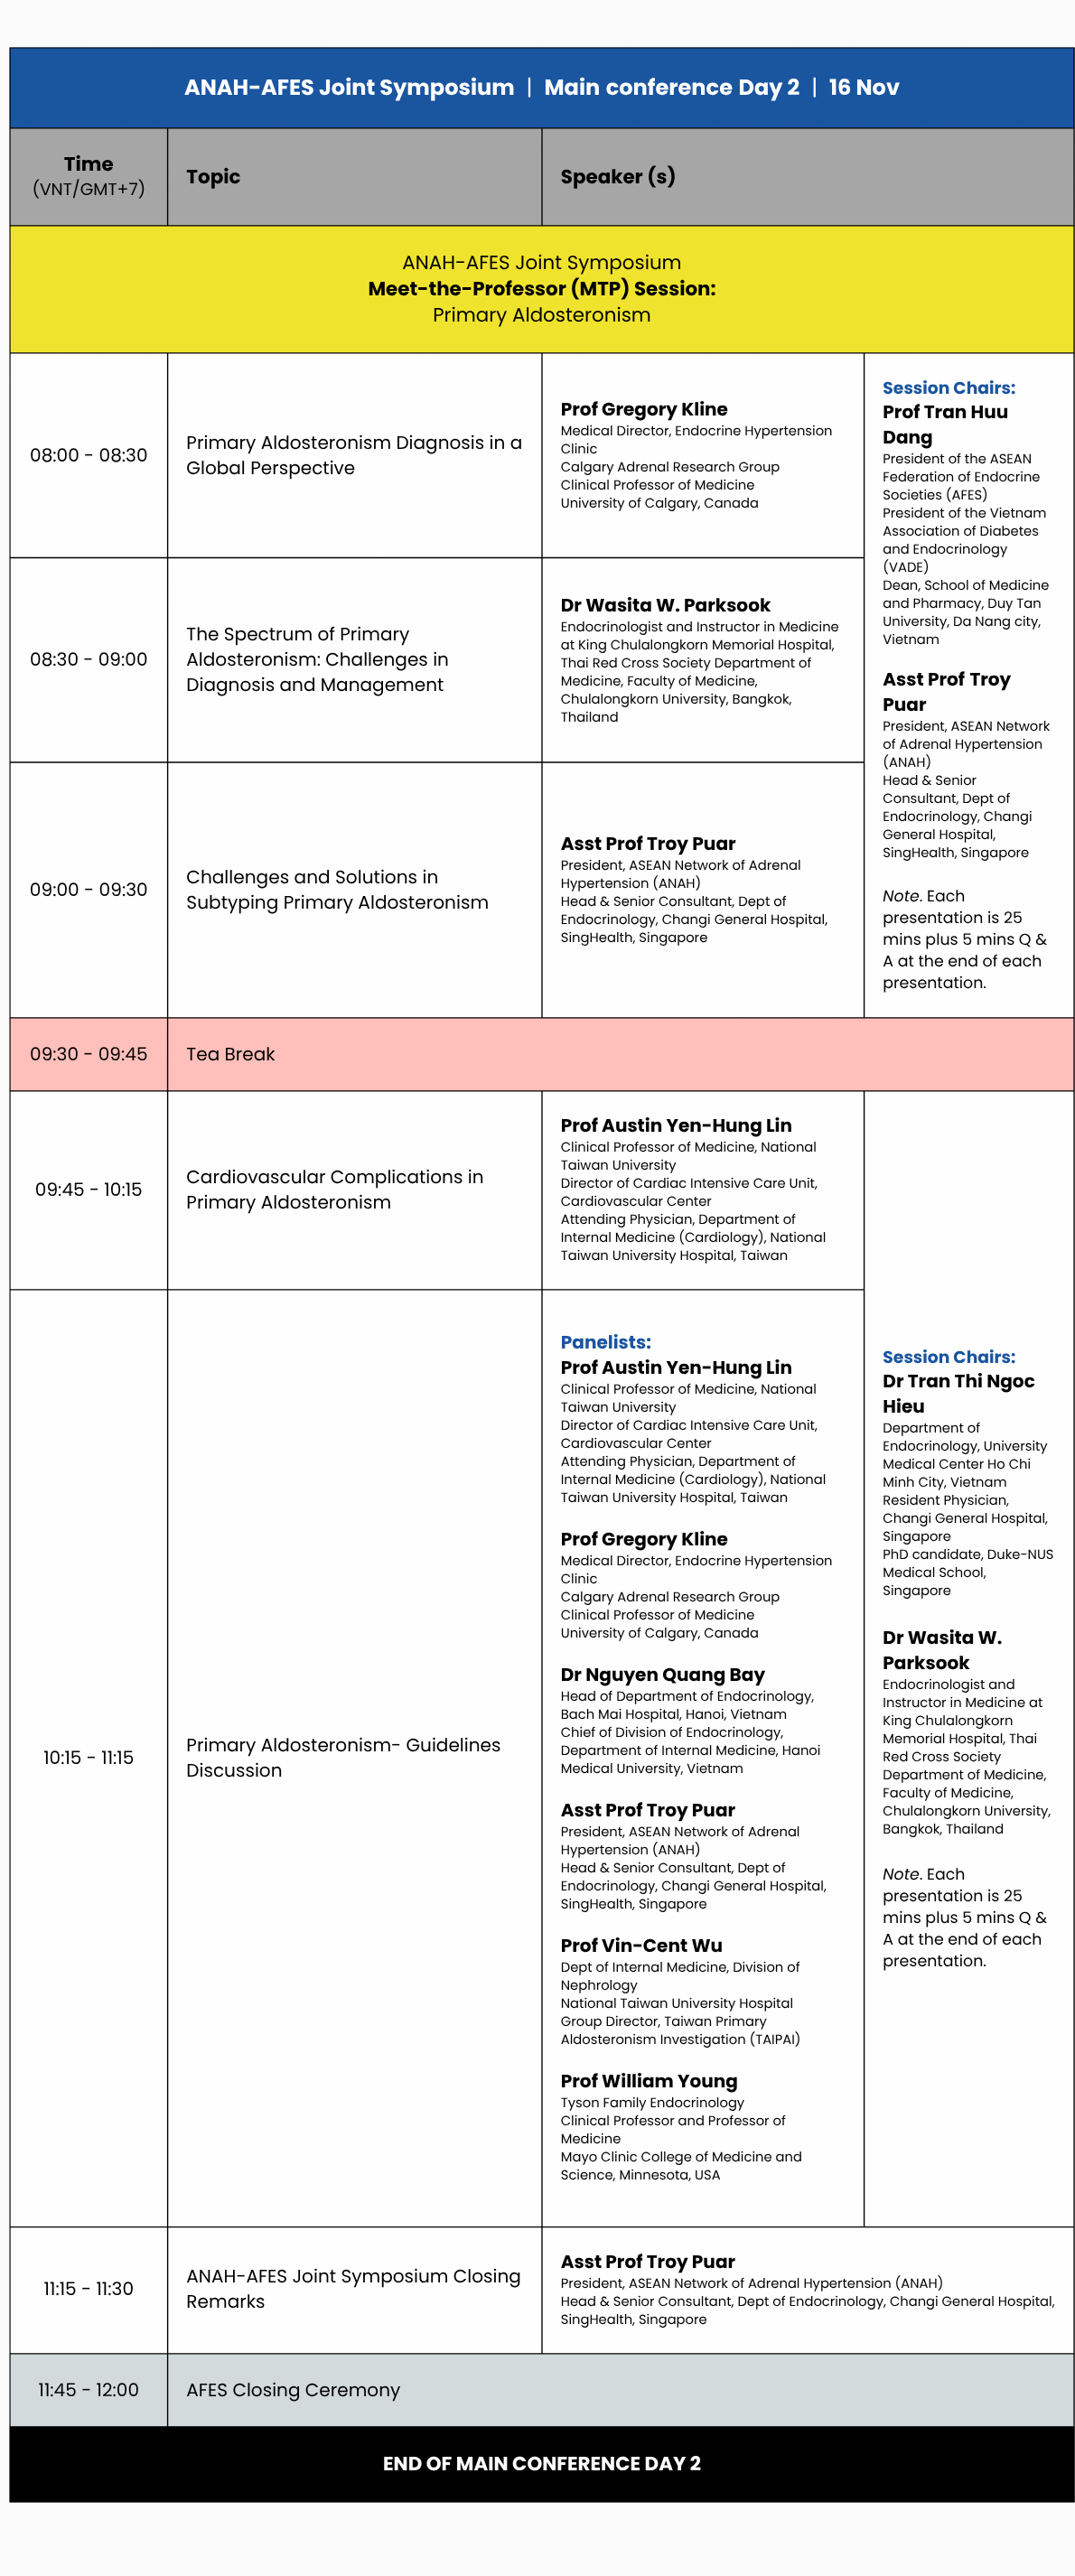 ANAH-AFES Joint Symposium | Main conference Day 2 | 16 Nov
Time
(VNT/GMT+7)
Topic
Speaker (s)
ANAH-AFES Joint Symposium
Meet-the-Professor (MTP) Session:
Primary Aldosteronism
08:00 - 08:30
Primary Aldosteronism Diagnosis in a
Global Perspective
Prof Gregory Kline
Medical Director, Endocrine Hypertension
Clinic
Calgary Adrenal Research Group
Clinical Professor of Medicine
University of Calgary, Canada
Session Chairs:
Prof Tran Huu
Dang
President of the ASEAN
Federation of Endocrine
Societies (AFES)
President of the Vietnam
Association of Diabetes
and Endocrinology
(VADE)
Dean, School of Medicine
and Pharmacy, Duy Tan
University, Da Nang city,
Vietnam
Asst Prof Troy
Puar
President, ASEAN Network
of Adrenal Hypertension
(ANAH)
Head & Senior
Consultant, Dept of
Endocrinology, Changi
General Hospital,
SingHealth, Singapore
Note. Each
presentation is 25
mins plus 5 mins Q &
A at the end of each
presentation.
08:30 - 09:00
The Spectrum of Primary
Aldosteronism: Challenges in
Diagnosis and Management
Dr Wasita W. Parksook
Endocrinologist and Instructor in Medicine
at King Chulalongkorn Memorial Hospital,
Thai Red Cross Society Department of
Medicine, Faculty of Medicine,
Chulalongkorn University, Bangkok,
Thailand
09:00 - 09:30
Challenges and Solutions in
Subtyping Primary Aldosteronism
Asst Prof Troy Puar
President, ASEAN Network of Adrenal
Hypertension (ANAH)
Head & Senior Consultant, Dept of
Endocrinology, Changi General Hospital,
SingHealth, Singapore
09:30 - 09:45
Tea Break
09:45 - 10:15
Cardiovascular Complications in
Primary Aldosteronism
Prof Austin Yen-Hung Lin
Clinical Professor of Medicine, National
Taiwan University
Director of Cardiac Intensive Care Unit,
Cardiovascular Center
Attending Physician, Department of
Internal Medicine (Cardiology), National
Taiwan University Hospital, Taiwan
10:15 - 11:15
Primary Aldosteronism- Guidelines
Discussion
Panelists:
Prof Austin Yen-Hung Lin
Clinical Professor of Medicine, National
Taiwan University
Director of Cardiac Intensive Care Unit,
Cardiovascular Center
Attending Physician, Department of
Internal Medicine (Cardiology), National
Taiwan University Hospital, Taiwan
Prof Gregory Kline
Medical Director, Endocrine Hypertension
Clinic
Calgary Adrenal Research Group
Clinical Professor of Medicine
University of Calgary, Canada
Dr Nguyen Quang Bay
Head of Department of Endocrinology,
Bach Mai Hospital, Hanoi, Vietnam
Chief of Division of Endocrinology,
Department of Internal Medicine, Hanoi
Medical University, Vietnam
Asst Prof Troy Puar
President, ASEAN Network of Adrenal
Hypertension (ANAH)
Head & Senior Consultant, Dept of
Endocrinology, Changi General Hospital,
SingHealth, Singapore
Prof Vin-Cent Wu
Dept of Internal Medicine, Division of
Nephrology
National Taiwan University Hospital
Group Director, Taiwan Primary
Aldosteronism Investigation (TAIPAI)
Prof William Young
Tyson Family Endocrinology
Clinical Professor and Professor of
Medicine
Mayo Clinic College of Medicine and
Science, Minnesota, USA
Session Chairs:
Dr Tran Thi Ngoc
Hieu
Department of
Endocrinology, University
Medical Center Ho Chi
Minh City, Vietnam
Resident Physician,
Changi General Hospital,
Singapore
PhD candidate, Duke-NUS
Medical School,
Singapore
Dr Wasita W.
Parksook
Endocrinologist and
Instructor in Medicine at
King Chulalongkorn
Memorial Hospital, Thai
Red Cross Society
Department of Medicine,
Faculty of Medicine,
Chulalongkorn University,
Bangkok, Thailand
Note. Each
presentation is 25
mins plus 5 mins Q &
A at the end of each
presentation.
11:15 - 11:30
ANAH-AFES Joint Symposium Closing
Remarks
Asst Prof Troy Puar
President, ASEAN Network of Adrenal Hypertension (ANAH)
Head & Senior Consultant, Dept of Endocrinology, Changi General Hospital,
SingHealth, Singapore
11:45 - 12:00
AFES Closing Ceremony
END OF MAIN CONFERENCE DAY 2